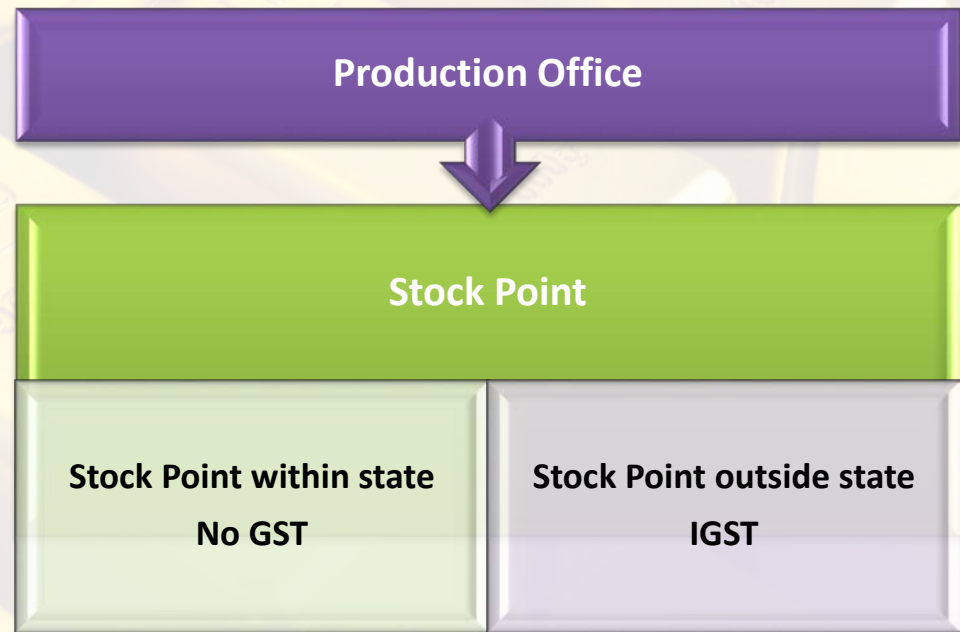 Production Office
Stock Point
Stock Point within state
No GST
Stock Point outside state
IGST